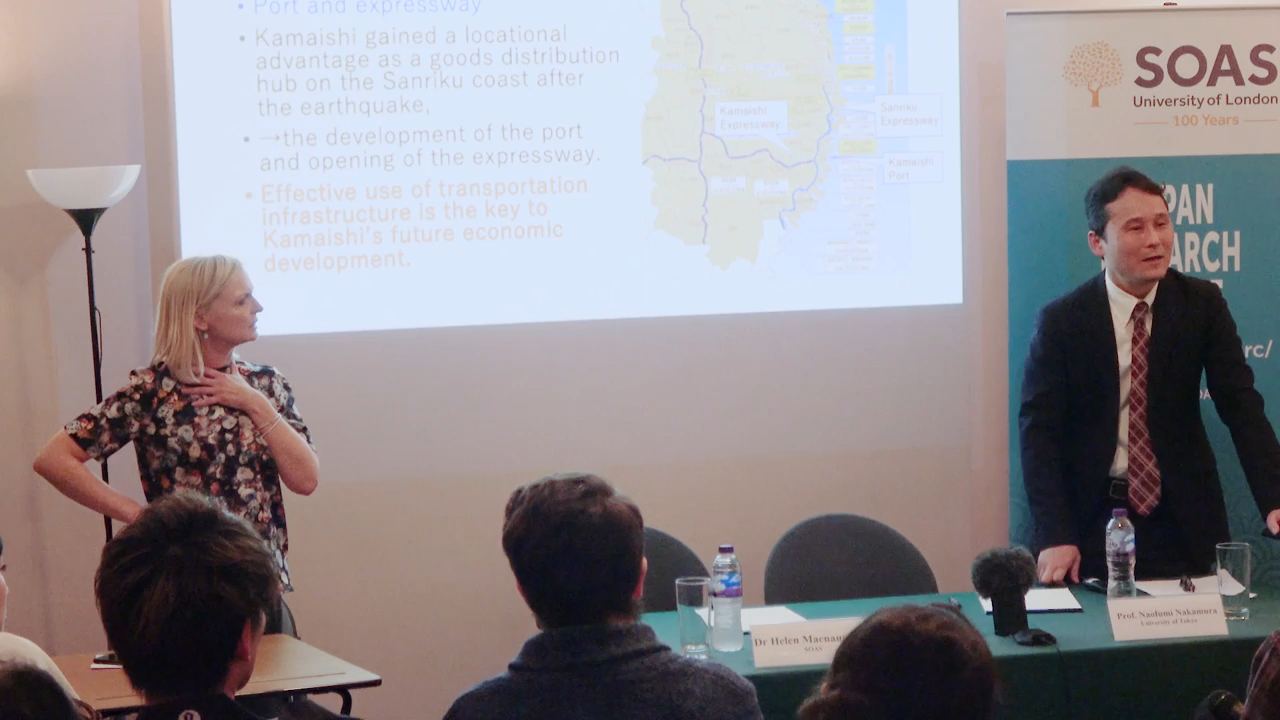 • Port and expressway
• Kamaishi gained a locational
advantage as a goods distribution
hub on the Sanriku coast after
the earthquake,
• →the development of the port
and opening of the expressway.
• Effective use of transportation
infrastructure is the key to
Kamaishi's future economic
development.
Kamaishi
Expressway
Sanriku
Expressway
Kamaishi
Port
SOAS
University of London
100 Years
PAN
ARCH
rc/
Dr Helen Macnau
SOAS
Prof. Naofumi Nakamura
University of Tokyo